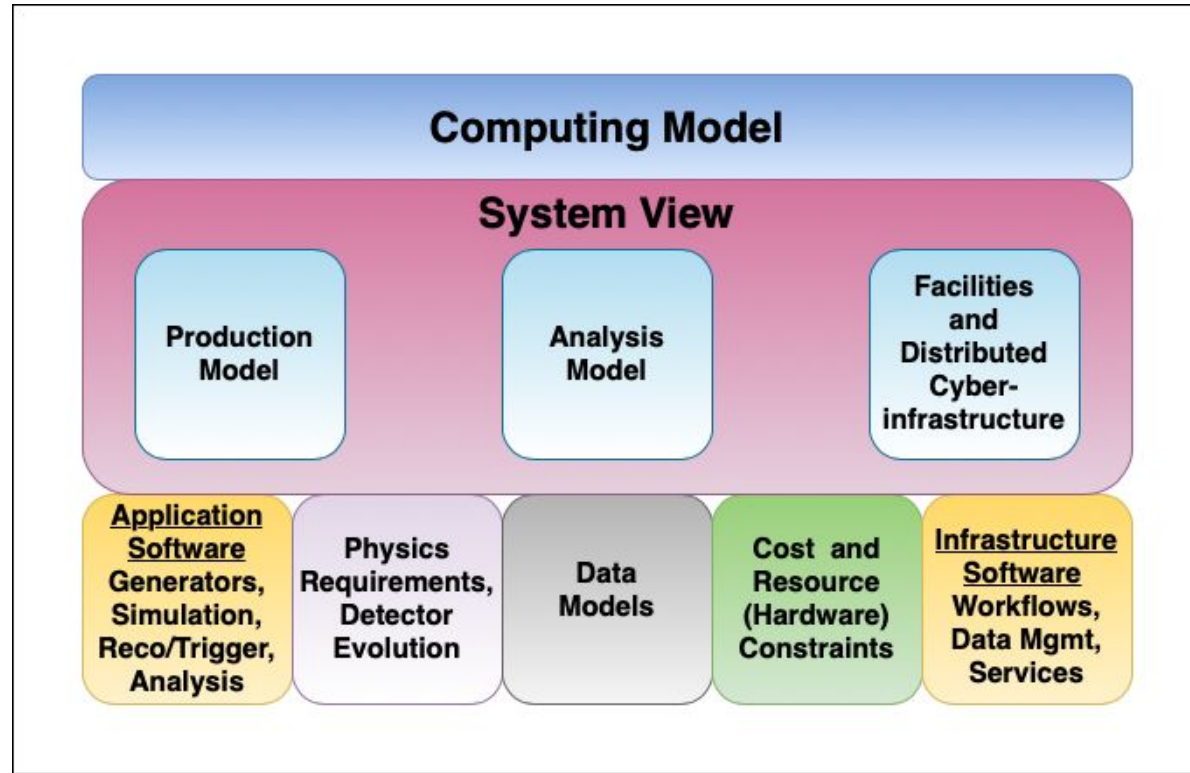 Computing Model
System View
Production
Model
Analysis
Model
Facilities
and
Distributed
Cyber-
infrastructure
Application
Software
Generators,
Simulation,
Reco/Trigger,
Analysis
Physics
Requirements,
Detector
Evolution
Data
Models
Cost and
Resource
(Hardware)
Constraints
Infrastructure
Software
Workflows,
Data Mgmt,
Services